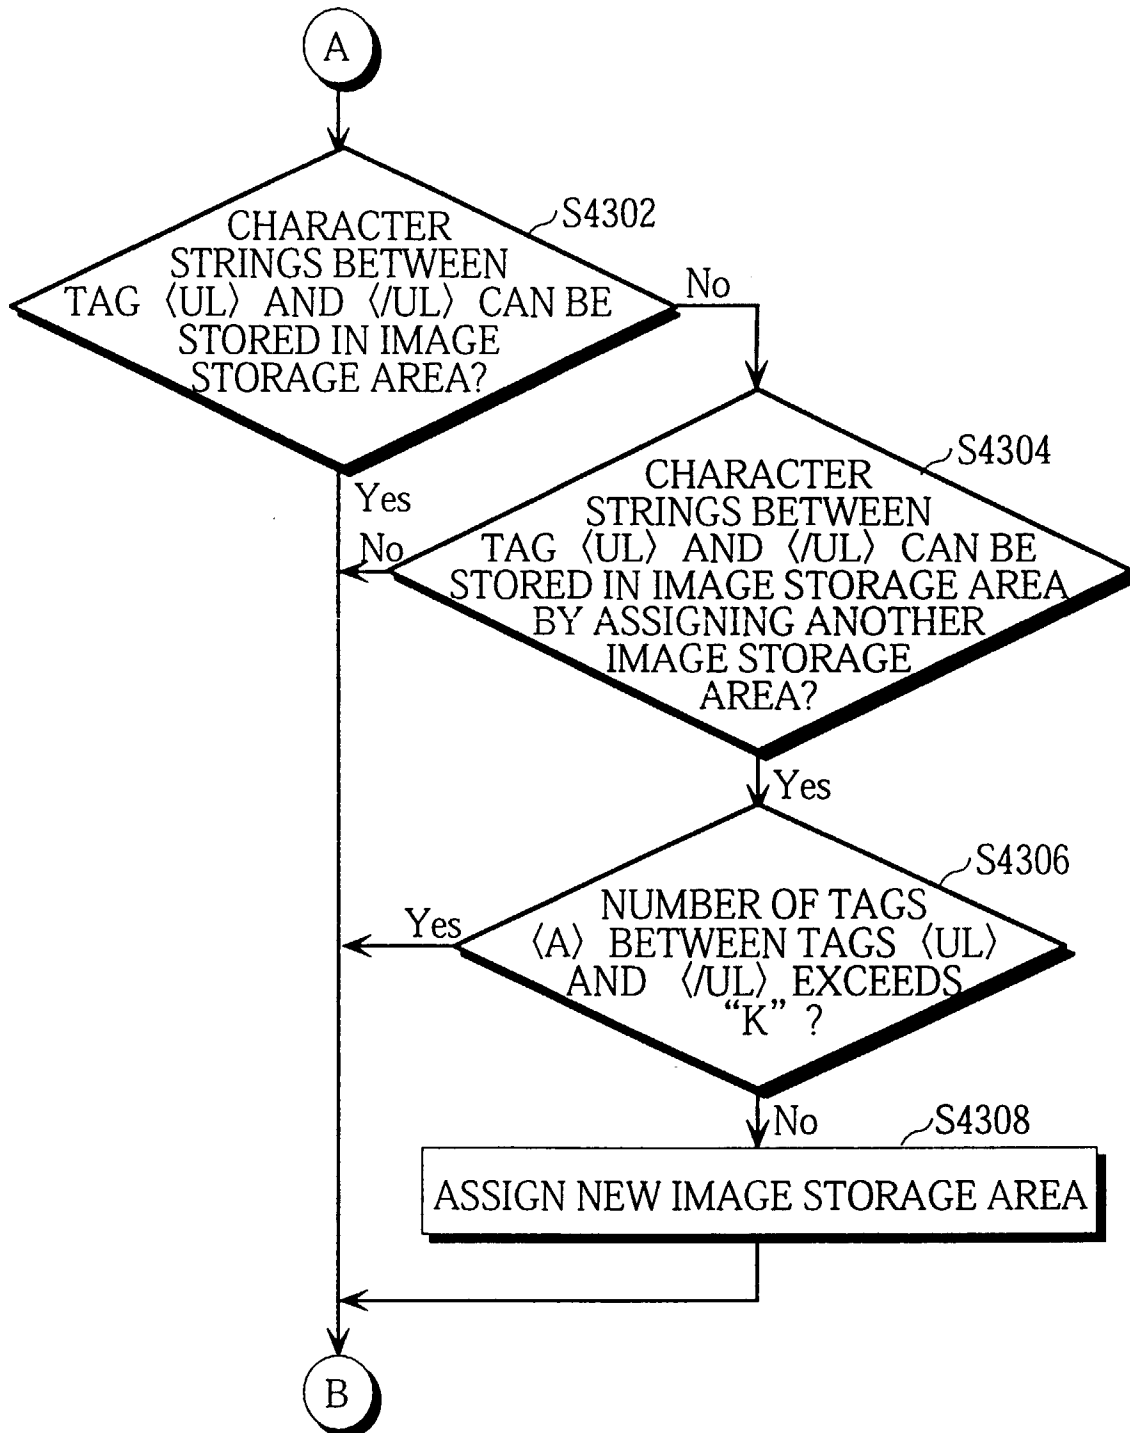 A
S4302
CHARACTER
STRINGS BETWEEN
TAG 〈UL〉 AND 〈/UL〉 CAN BE
STORED IN IMAGE
STORAGE AREA?
No
Yes
S4304
CHARACTER
STRINGS BETWEEN
TAG 〈UL〉 AND 〈/UL〉 CAN BE
STORED IN IMAGE STORAGE AREA
BY ASSIGNING ANOTHER
IMAGE STORAGE
AREA?
No
Yes
S4306
NUMBER OF TAGS
〈A〉 BETWEEN TAGS 〈UL〉
AND 〈/UL〉 EXCEEDS
“K” ?
Yes
No
S4308
ASSIGN NEW IMAGE STORAGE AREA
B